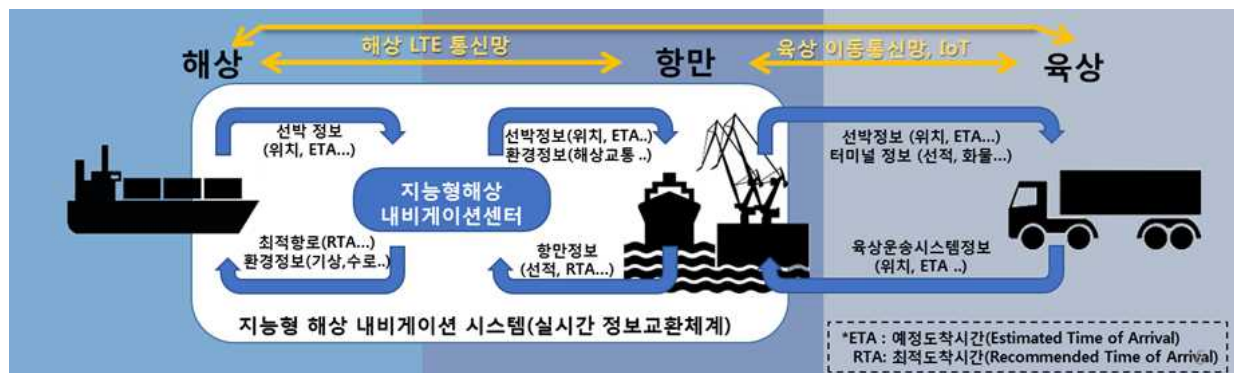 해상 LTE 통신망
육상 이동통신망, IoT
해상
항만
육상
선박 정보
(위치, ETA...)
선박정보(위치, ETA..)
환경정보(해상교통 ..)
선박정보 (위치, ETA...)
터미널 정보 (선적, 화물...)
지능형해상
내비게이션센터
최적항로(RTA...)
환경정보(기상,수로..)
항만정보
(선적, RTA...)
육상운송시스템정보
(위치, ETA ..)
지능형 해상 내비게이션 시스템(실시간 정보교환체계)
*ETA : 예정도착시간(Estimated Time of Arrival)
RTA: 최적도착시간(Recommended Time of Arrival)